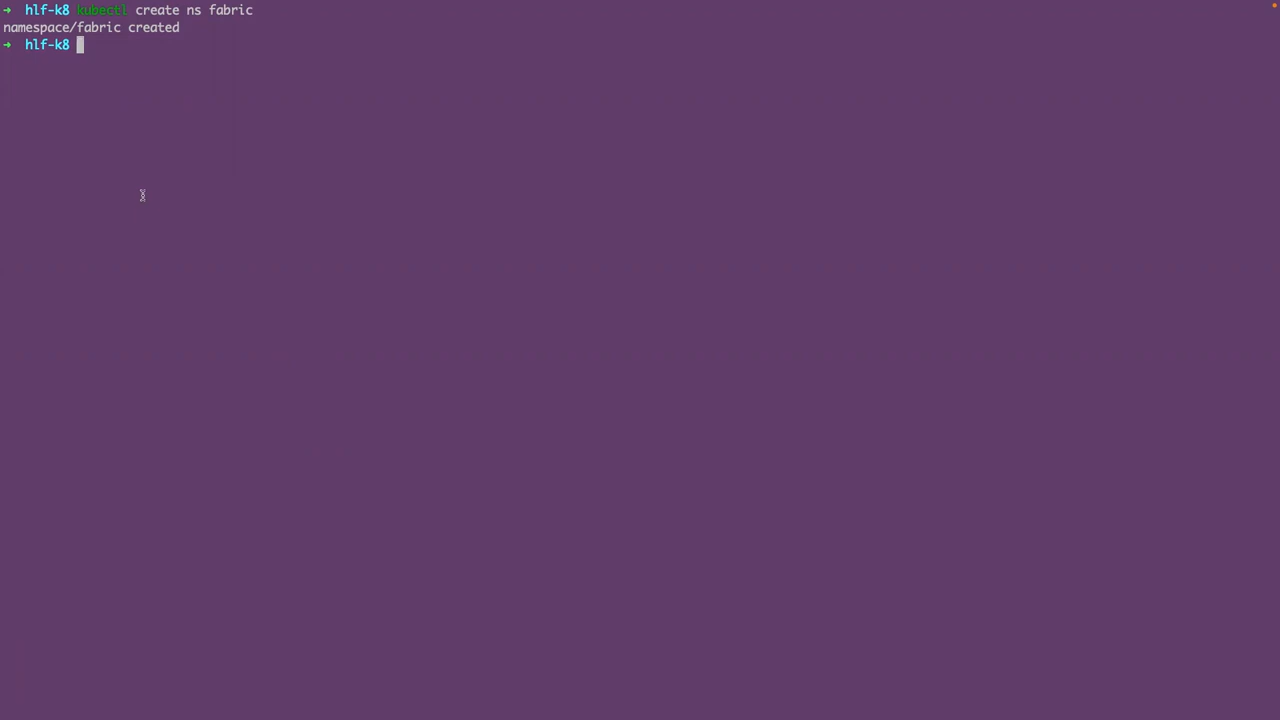 ➜  hlf-k8 kubectl create ns fabric
namespace/fabric created
➜  hlf-k8